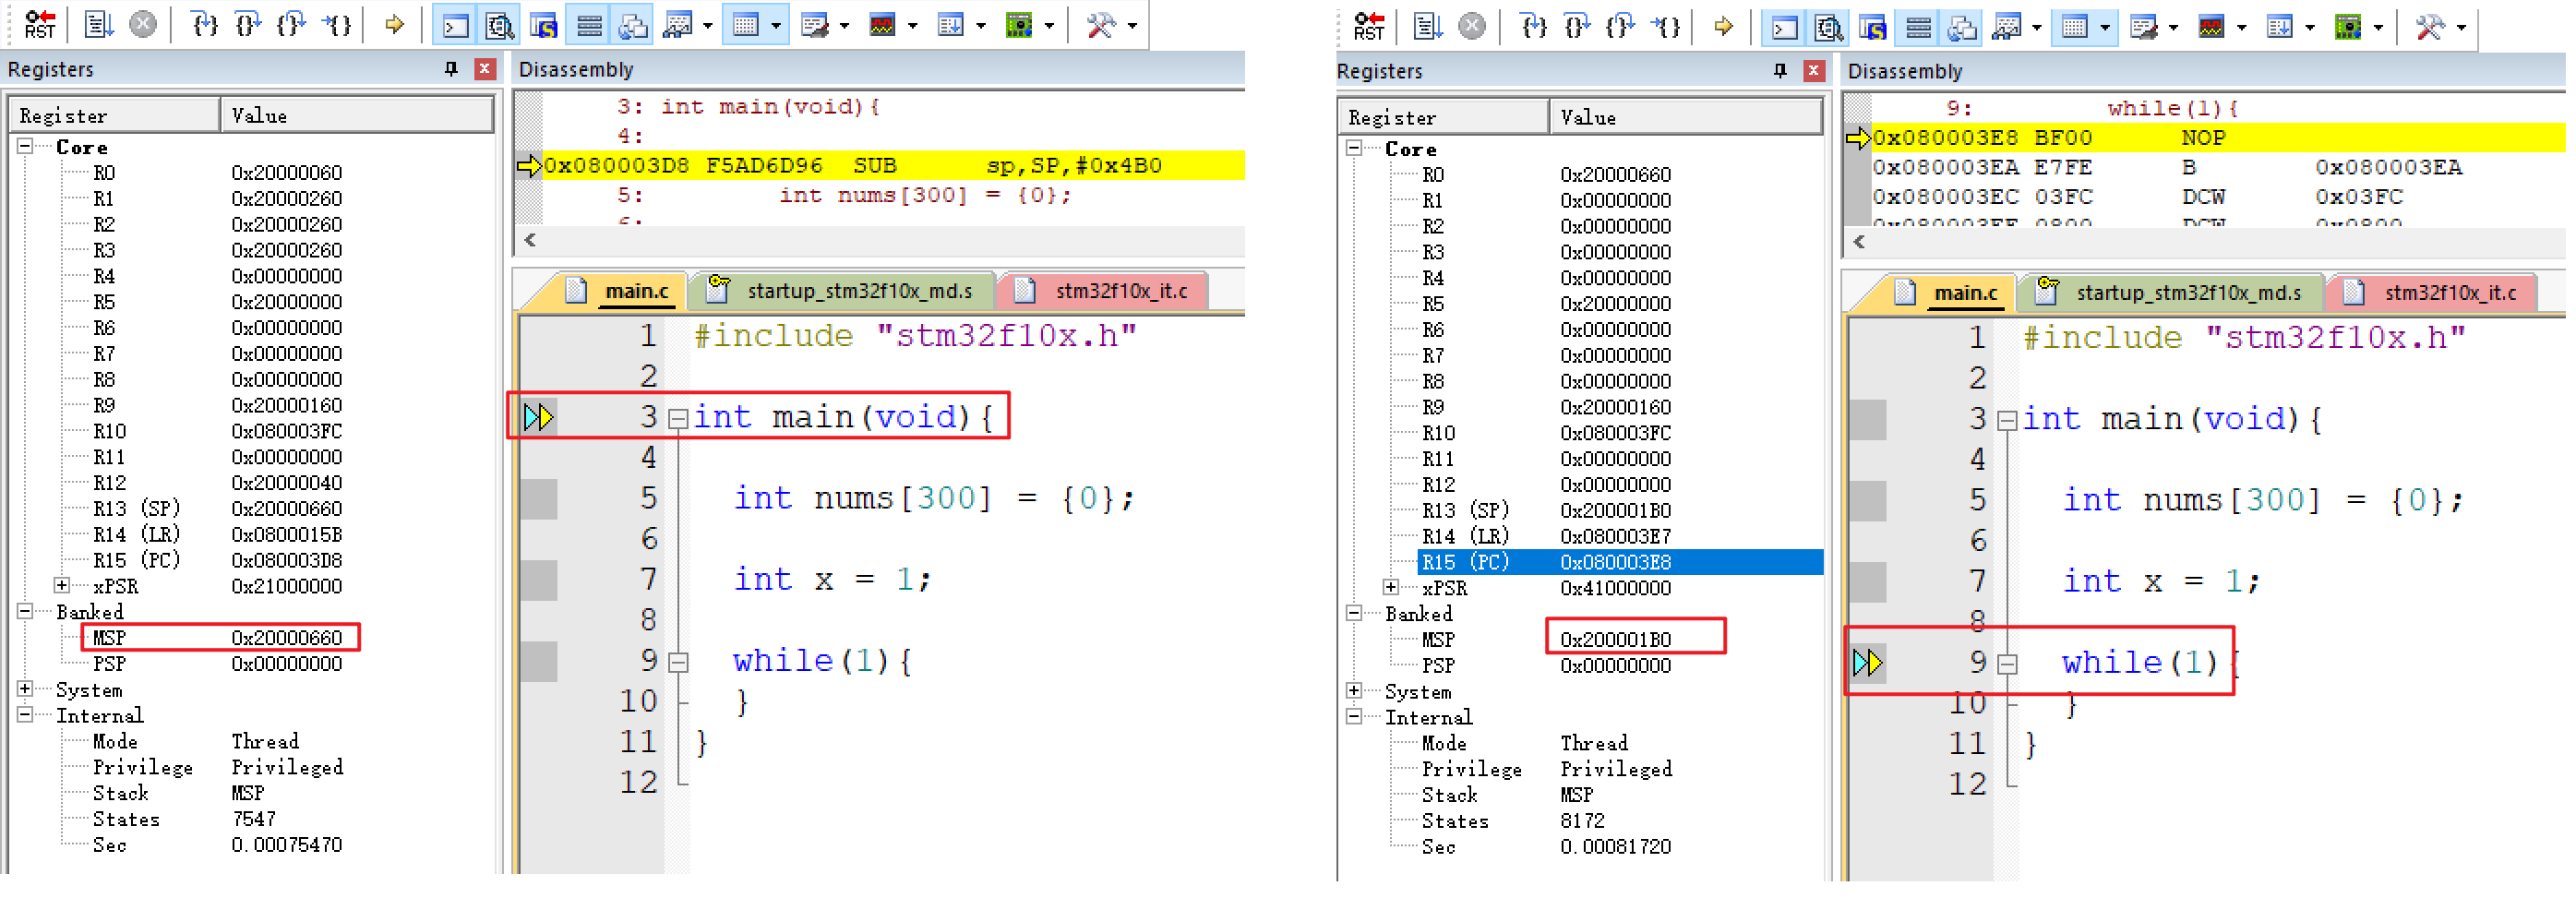 RST
Registers
Register Value
Core
R0 0x20000060
R1 0x20000260
R2 0x20000260
R3 0x20000260
R4 0x00000000
R5 0x20000000
R6 0x00000000
R7 0x00000000
R8 0x00000000
R9 0x20000160
R10 0x080003FC
R11 0x00000000
R12 0x20000040
R13 (SP) 0x20000660
R14 (LR) 0x0800015B
R15 (PC) 0x080003D8
xPSR 0x21000000
Banked
MSP 0x20000660
PSP 0x00000000
System
Internal
Mode Thread
Privilege Privileged
Stack MSP
States 7547
Sec 0.00075470
Disassembly
3: int main(void){
4:
0x080003D8 F5AD6D96 SUB sp,SP,#0x4B0
5: int nums[300] = {0};
6:
main.c startup_stm32f10x_md.s stm32f10x_it.c
1 #include "stm32f10x.h"
2
3 int main(void){
4
5 int nums[300] = {0};
6
7 int x = 1;
8
9 while(1){
10 }
11 }
12
RST
Registers
Register Value
Core
R0 0x20000660
R1 0x00000000
R2 0x00000000
R3 0x00000000
R4 0x00000000
R5 0x20000000
R6 0x00000000
R7 0x00000000
R8 0x00000000
R9 0x20000160
R10 0x080003FC
R11 0x00000000
R12 0x00000000
R13 (SP) 0x200001B0
R14 (LR) 0x080003E7
R15 (PC) 0x080003E8
xPSR 0x41000000
Banked
MSP 0x200001B0
PSP 0x00000000
System
Internal
Mode Thread
Privilege Privileged
Stack MSP
States 8172
Sec 0.00081720
Disassembly
9: while(1){
0x080003E8 BF00 NOP
0x080003EA E7FE B 0x080003EA
0x080003EC 03FC DCW 0x03FC
0x080003EE 0800 DCW 0x0800
main.c startup_stm32f10x_md.s stm32f10x_it.c
1 #include "stm32f10x.h"
2
3 int main(void){
4
5 int nums[300] = {0};
6
7 int x = 1;
8
9 while(1){
10 }
11 }
12